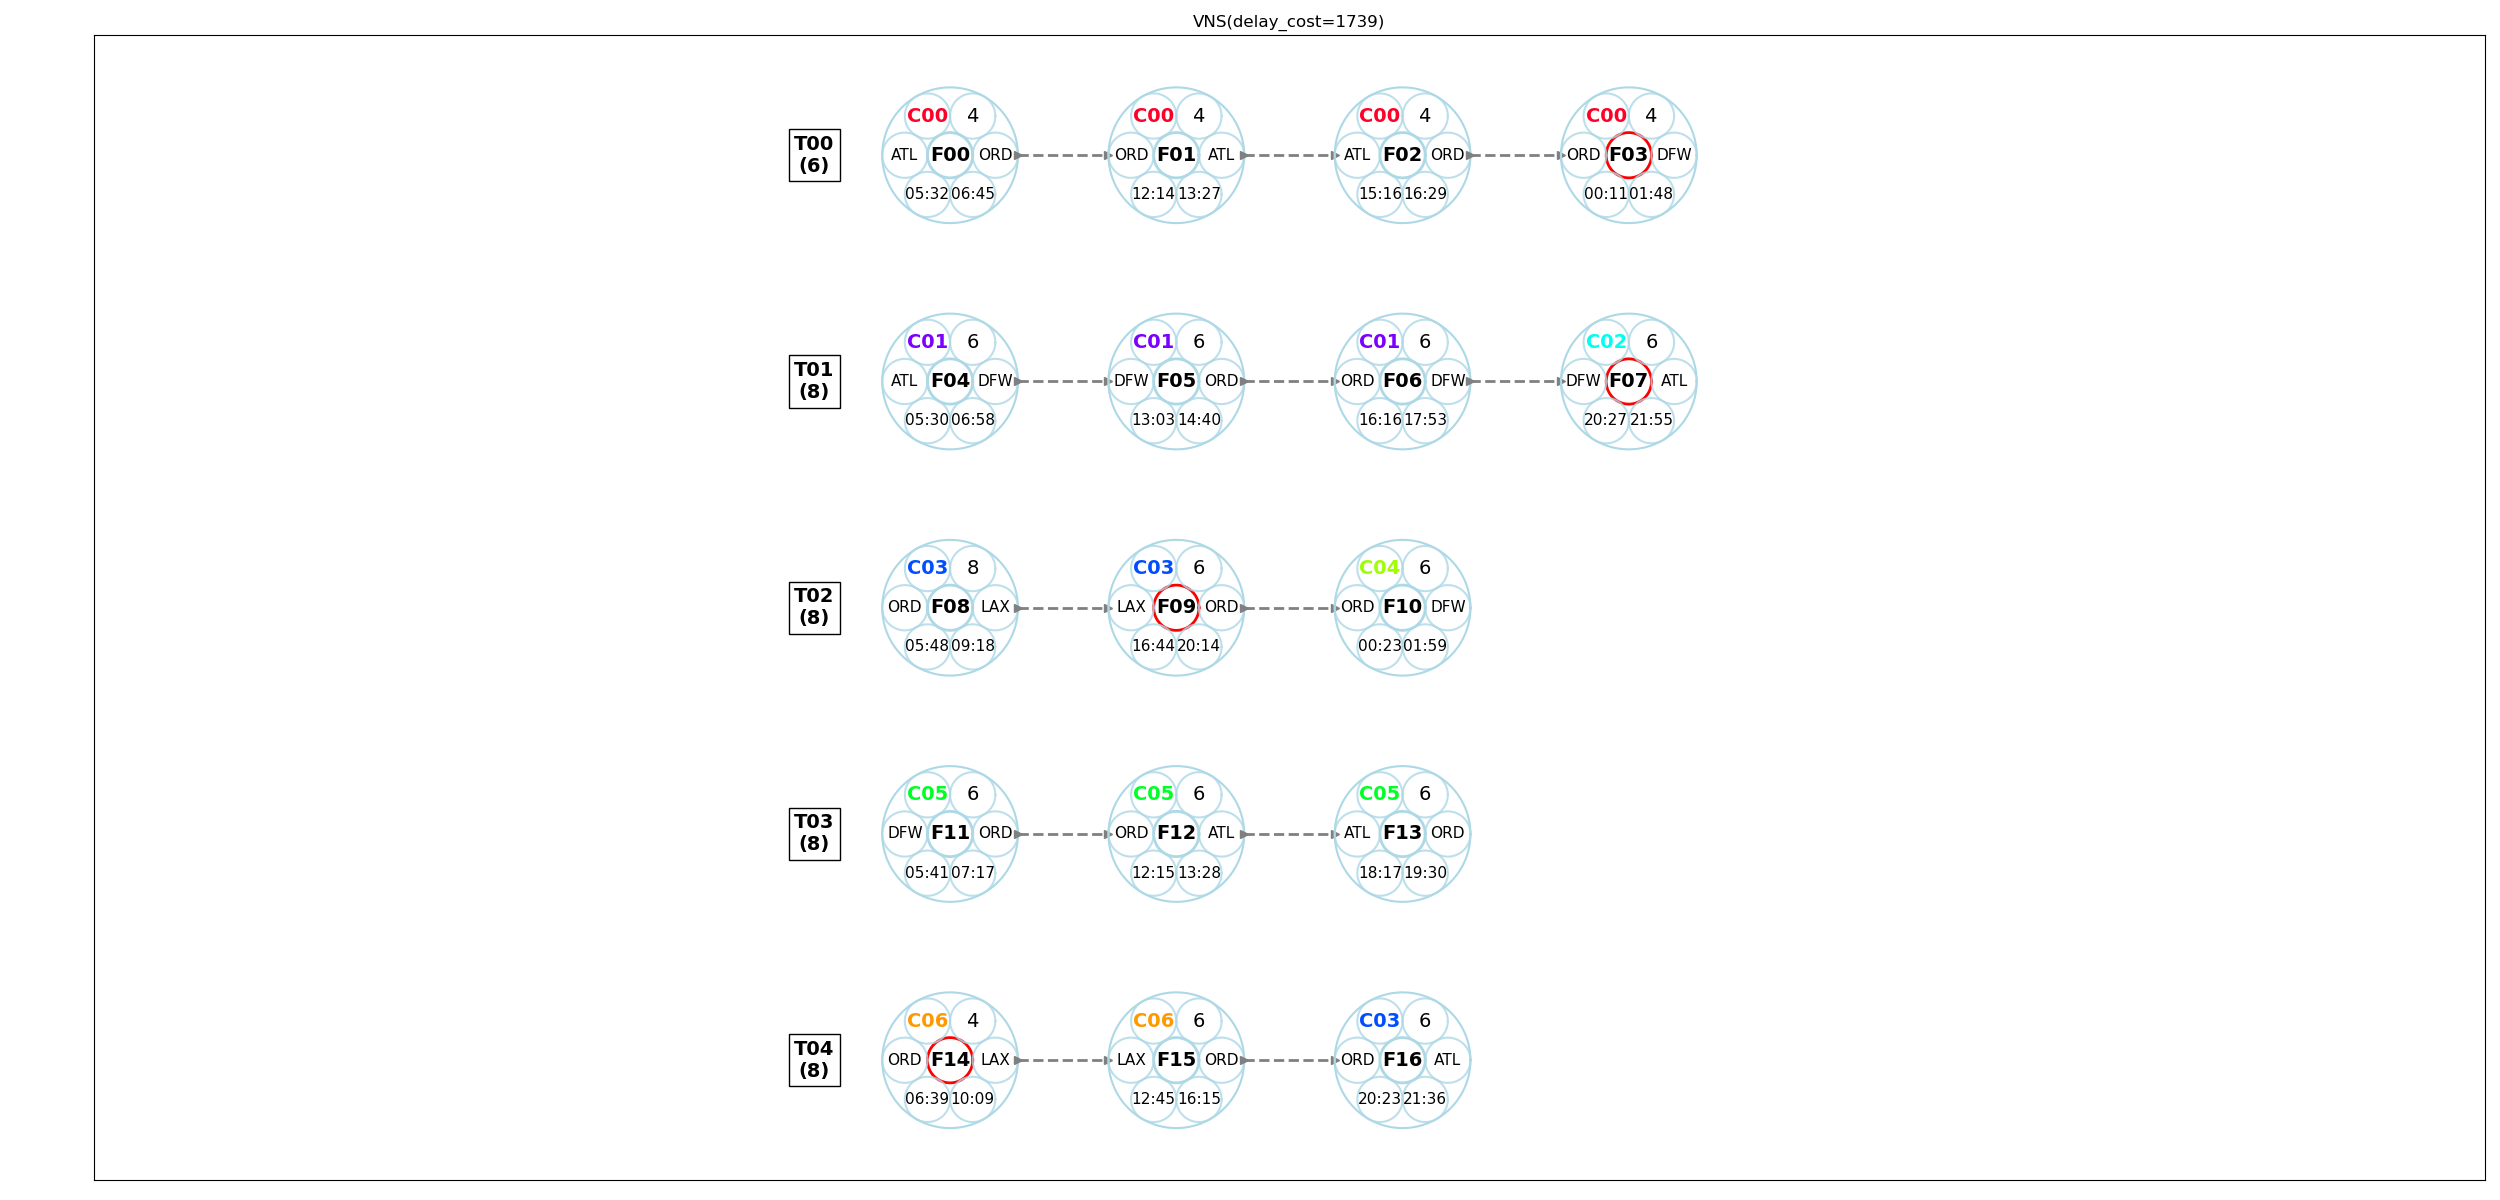 VNS(delay_cost=1739)
C00 4 C00 4 C00 4 C00 4
T00
(6)
ATL F00 ORD ORD F01 ATL ATL F02 ORD ORD F03 DFW
05:32 06:45 12:14 13:27 15:16 16:29 00:11 01:48
C01 6 C01 6 C01 6 C02 6
T01
(8)
ATL F04 DFW DFW F05 ORD ORD F06 DFW DFW F07 ATL
05:30 06:58 13:03 14:40 16:16 17:53 20:27 21:55
C03 8 C03 6 C04 6
T02
(8)
ORD F08 LAX LAX F09 ORD ORD F10 DFW
05:48 09:18 16:44 20:14 00:23 01:59
C05 6 C05 6 C05 6
T03
(8)
DFW F11 ORD ORD F12 ATL ATL F13 ORD
05:41 07:17 12:15 13:28 18:17 19:30
C06 4 C06 6 C03 6
T04
(8)
ORD F14 LAX LAX F15 ORD ORD F16 ATL
06:39 10:09 12:45 16:15 20:23 21:36